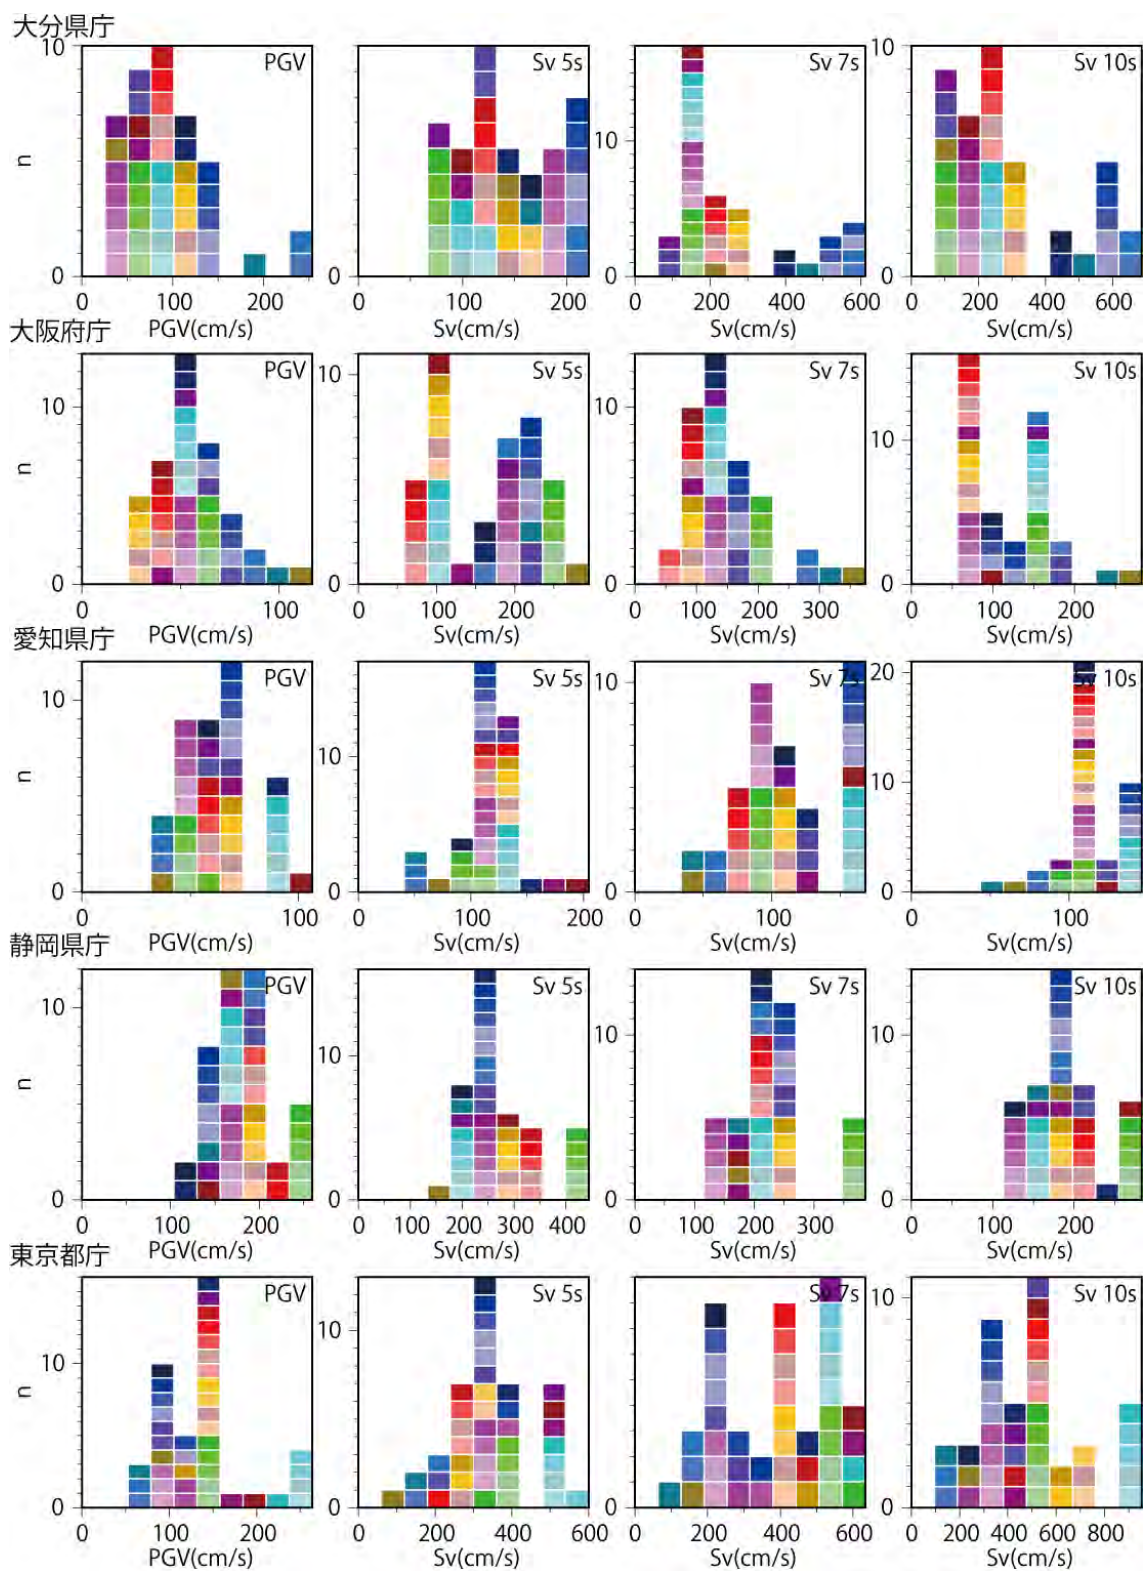 大分県庁
10 PGV Sv 5s Sv 7s 10 Sv 10s
10
n
0 0 0 0
0 100 200 0 100 200 0 200 400 600 0 200 400 600
PGV(cm/s) Sv(cm/s) Sv(cm/s) Sv(cm/s)
大阪府庁
PGV Sv 5s Sv 7s Sv 10s
10 10 10 10
n
0 0 0 0
0 100 0 100 200 0 100 200 300 0 100 200
PGV(cm/s) Sv(cm/s) Sv(cm/s) Sv(cm/s)
愛知県庁
PGV Sv 5s Sv 7s 20 Sv 10s
10 10 10 10
n
0 0 0 0
0 100 0 100 200 0 100 0 100
PGV(cm/s) Sv(cm/s) Sv(cm/s) Sv(cm/s)
静岡県庁
PGV Sv 5s Sv 7s Sv 10s
10 10 10 10
n
0 0 0 0
0 100 200 0 100 200 300 400 0 100 200 300 0 100 200
PGV(cm/s) Sv(cm/s) Sv(cm/s) Sv(cm/s)
東京都庁
PGV Sv 5s Sv 7s 10 Sv 10s
10 10
n
0 0 0 0
0 100 200 0 200 400 600 0 200 400 600 0 200 400 600 800
PGV(cm/s) Sv(cm/s) Sv(cm/s) Sv(cm/s)